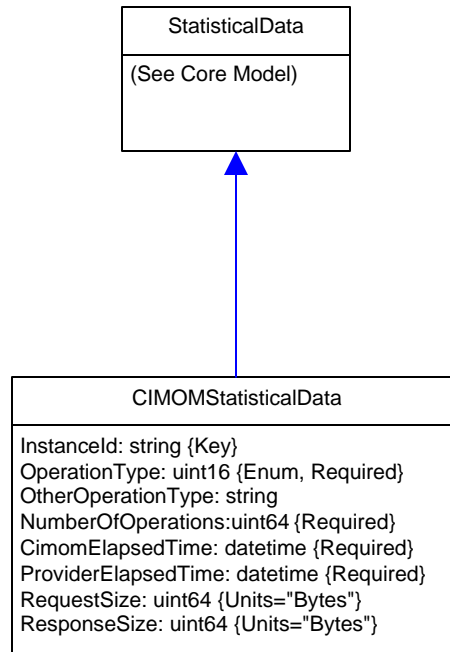 StatisticalData
(See Core Model)
CIMOMStatisticalData
InstanceId: string {Key}
OperationType: uint16 {Enum, Required}
OtherOperationType: string
NumberOfOperations:uint64 {Required}
CimomElapsedTime: datetime {Required}
ProviderElapsedTime: datetime {Required}
RequestSize: uint64 {Units="Bytes"}
ResponseSize: uint64 {Units="Bytes"}